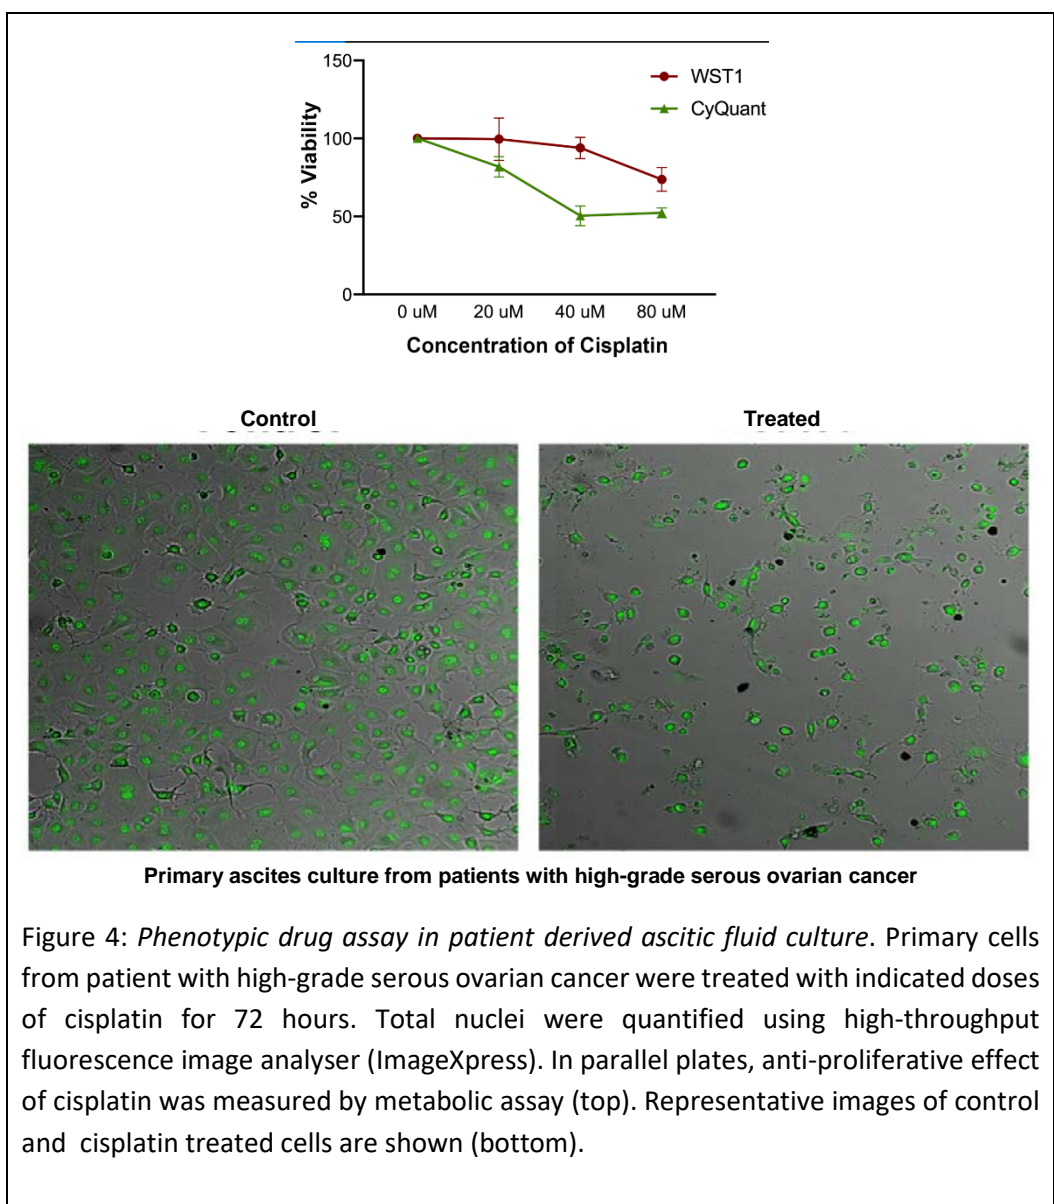 150
WST1
CyQuant
100
50
0
% Viability
0 uM 20 uM 40 uM 80 uM
Concentration of Cisplatin
Control Treated
Primary ascites culture from patients with high-grade serous ovarian cancer
Figure 4: Phenotypic drug assay in patient derived ascitic fluid culture. Primary cells
from patient with high-grade serous ovarian cancer were treated with indicated doses
of cisplatin for 72 hours. Total nuclei were quantified using high-throughput
fluorescence image analyser (ImageXpress). In parallel plates, anti-proliferative effect
of cisplatin was measured by metabolic assay (top). Representative images of control
and cisplatin treated cells are shown (bottom).